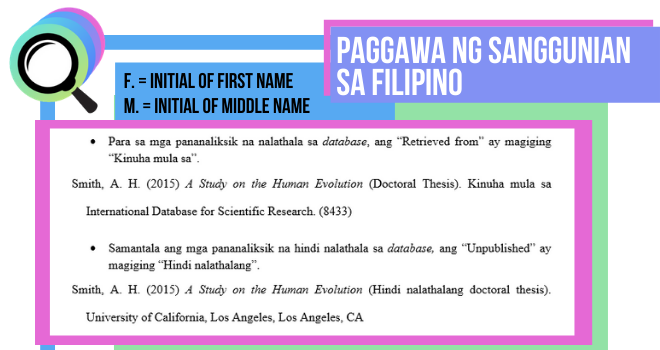 PAGGAWA NG SANGGUNIAN
SA FILIPINO
F. = INITIAL OF FIRST NAME
M. = INITIAL OF MIDDLE NAME
• Para sa mga pananaliksik na nalathala sa database, ang “Retrieved from” ay magiging
“Kinuha mula sa”.
Smith, A. H. (2015) A Study on the Human Evolution (Doctoral Thesis). Kinuha mula sa
International Database for Scientific Research. (8433)
• Samantala ang mga pananaliksik na hindi nalathala sa database, ang “Unpublished” ay
magiging “Hindi nalathalang”.
Smith, A. H. (2015) A Study on the Human Evolution (Hindi nalathalang doctoral thesis).
University of California, Los Angeles, Los Angeles, CA